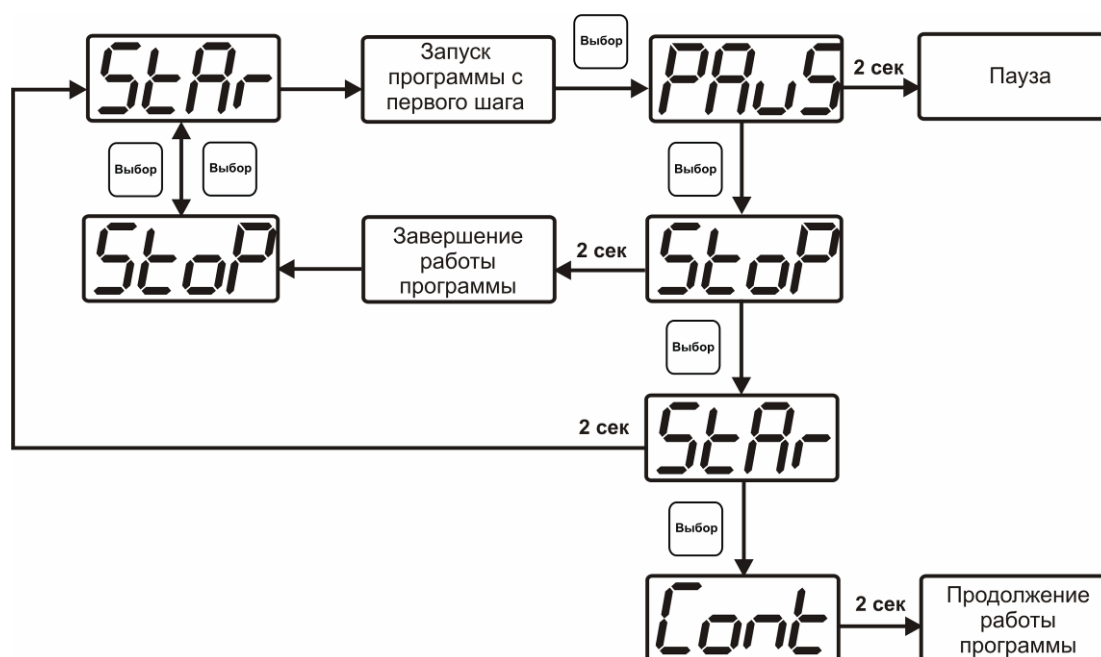 StAr
Запуск
программы с
первого шага
Выбор
PAuS
2 сек
Пауза
Выбор
Выбор
Выбор
StoP
Завершение
работы
программы
2 сек
StoP
Выбор
2 сек
StAr
Выбор
Cont
2 сек
Продолжение
работы
программы